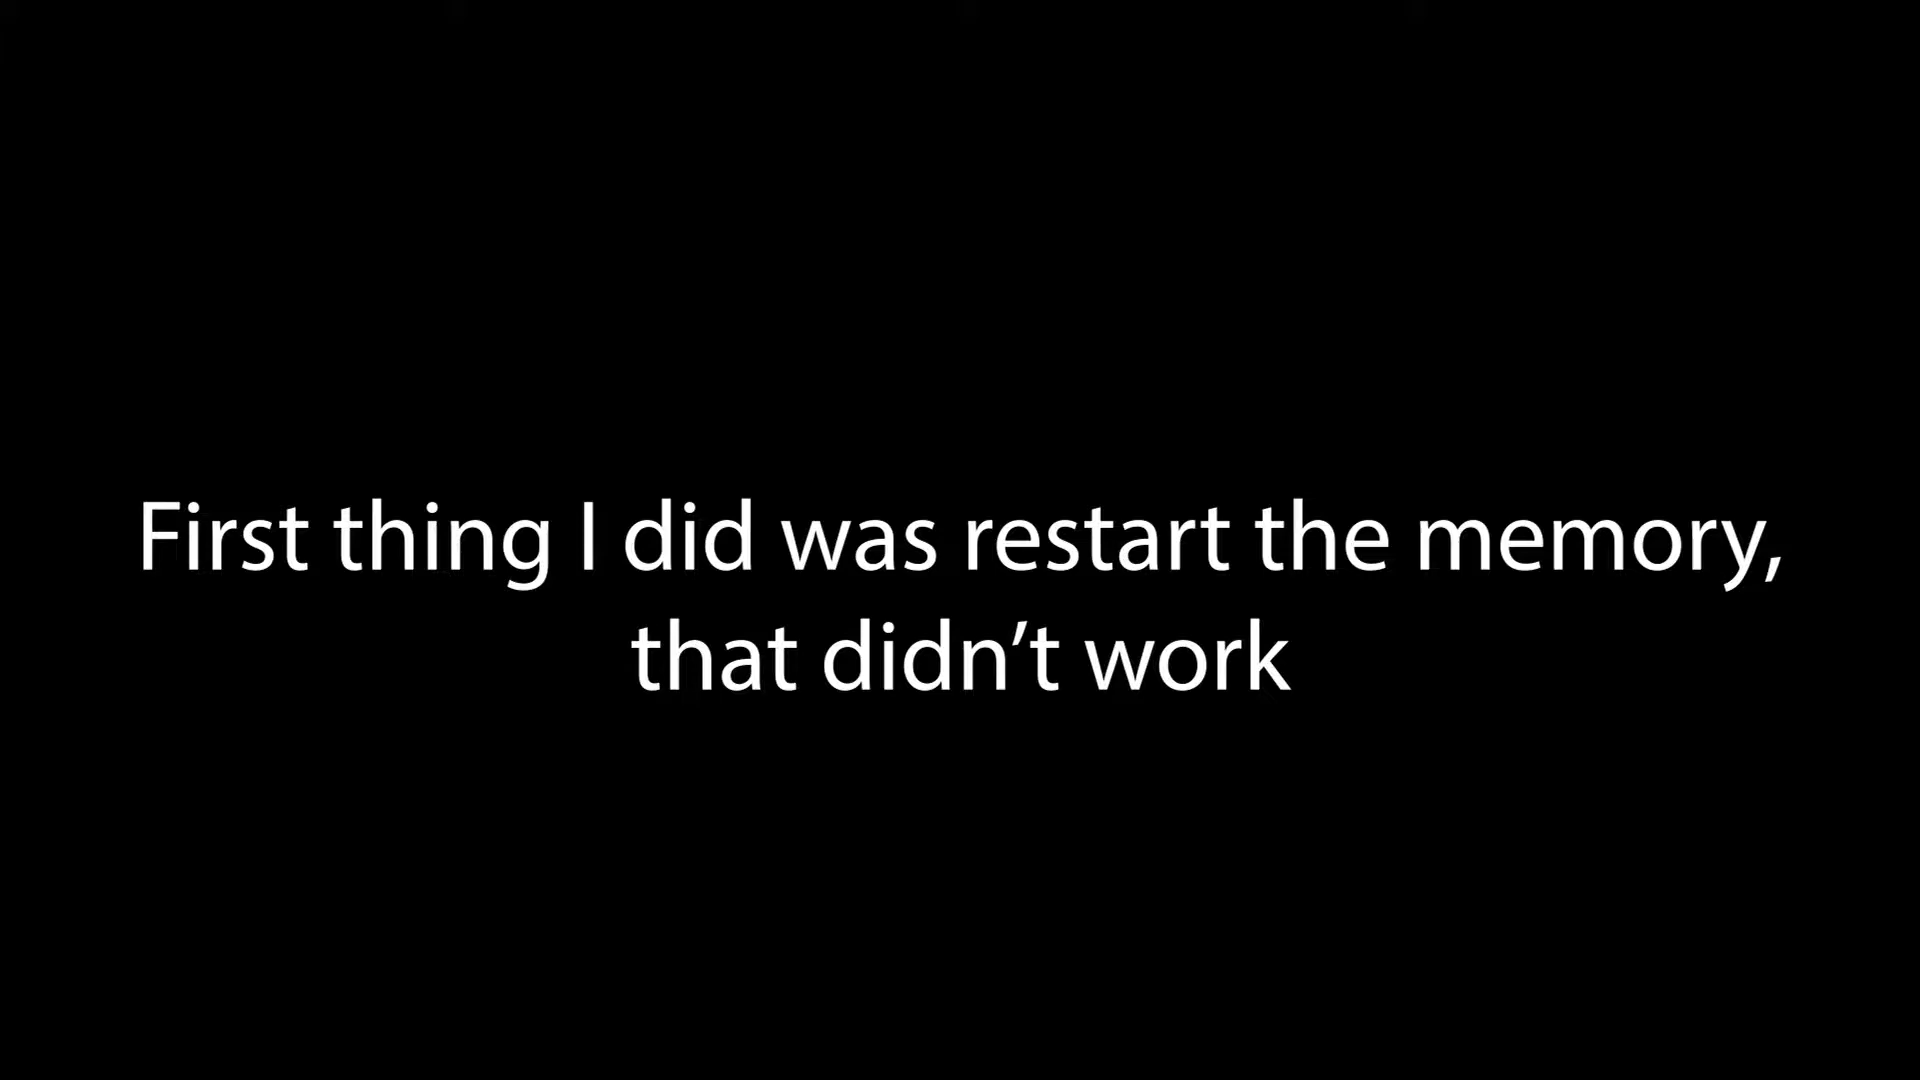 First thing I did was restart the memory,
that didn’t work